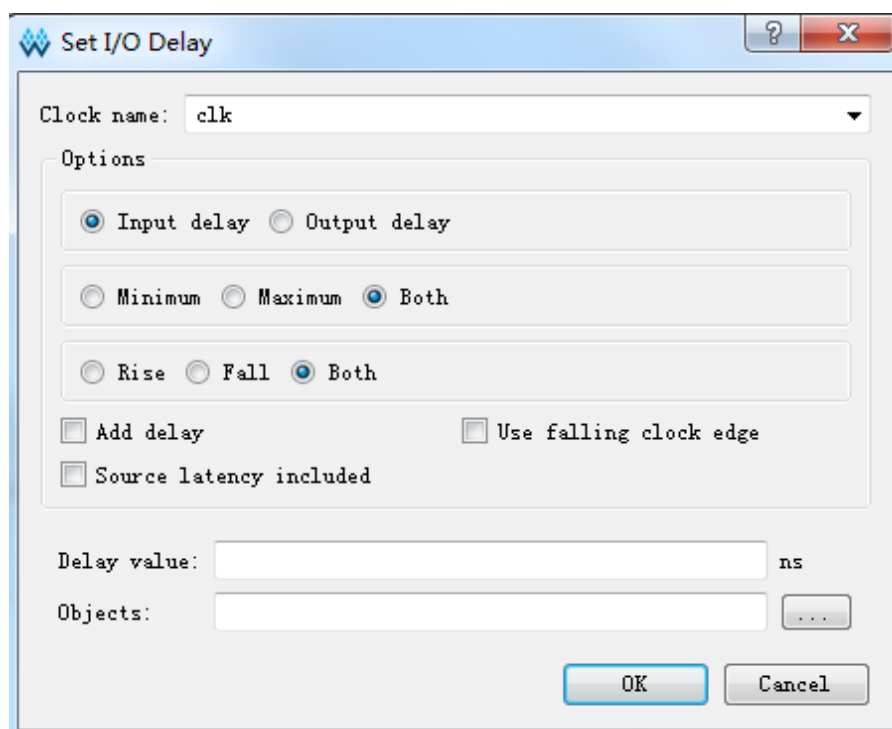 Set I/O Delay
?
Clock name: clk
Options
Input delay Output delay
Minimum Maximum Both
Rise Fall Both
Add delay Use falling clock edge
Source latency included
Delay value: ns
Objects: ...
OK Cancel